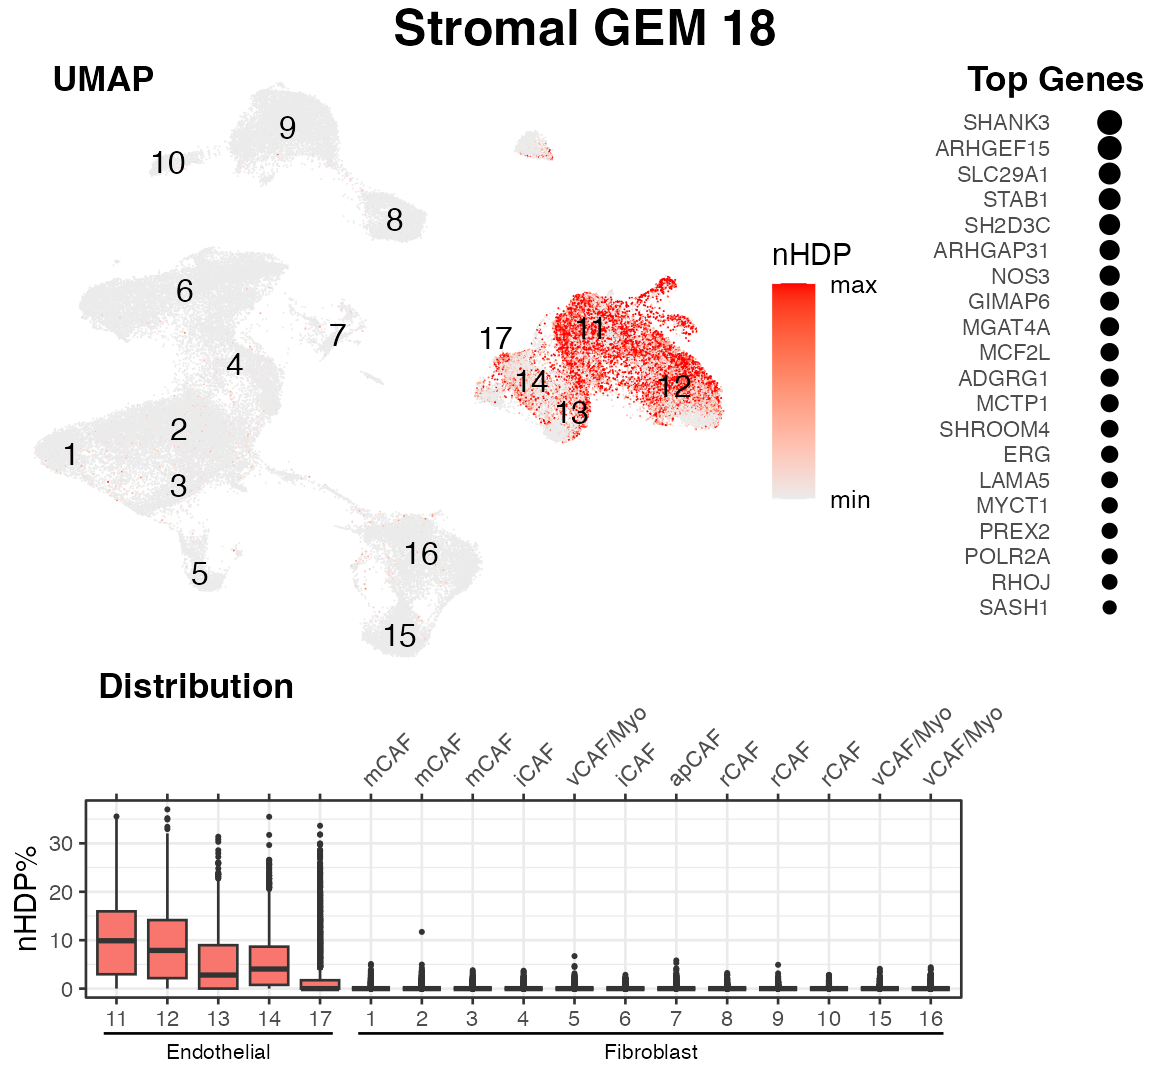 Stromal GEM 18
UMAP
9
10
8
6
7
4
2
1
3
5
16
15
17
11
14
12
13
nHDP
max
min
Top Genes
SHANK3
ARHGEF15
SLC29A1
STAB1
SH2D3C
ARHGAP31
NOS3
GIMAP6
MGAT4A
MCF2L
ADGRG1
MCTP1
SHROOM4
ERG
LAMA5
MYCT1
PREX2
POLR2A
RHOJ
SASH1
Distribution
mCAF
mCAF
mCAF
iCAF
vCAF/Myo
iCAF
apCAF
rCAF
rCAF
rCAF
vCAF/Myo
vCAF/Myo
nHDP%
30
20
10
0
11 12 13 14 17 1 2 3 4 5 6 7 8 9 10 15 16
Endothelial Fibroblast